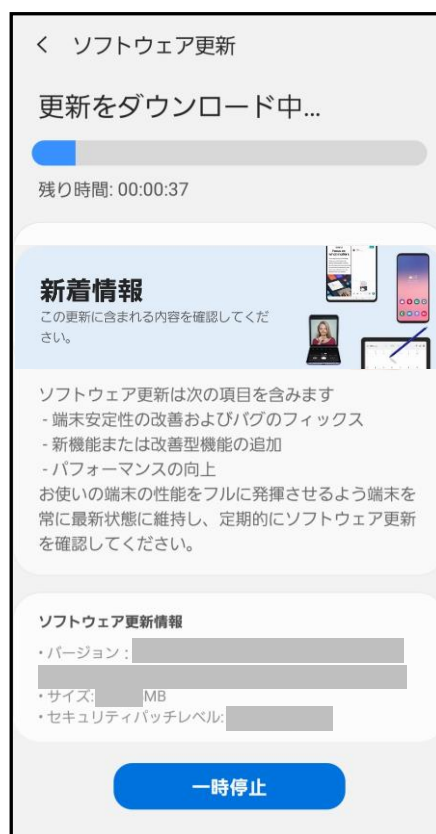 ソフトウェア更新
更新をダウンロード中...
残り時間: 00:00:37
新着情報
この更新に含まれる内容を確認してくだ
さい。
ソフトウェア更新は次の項目を含みます
- 端末安定性の改善およびバグのフィックス
- 新機能または改善型機能の追加
- パフォーマンスの向上
お使いの端末の性能をフルに発揮させるよう端末を
常に最新状態に維持し、定期的にソフトウェア更新
を確認してください。
ソフトウェア更新情報
・バージョン :
・サイズ: MB
・セキュリティパッチレベル:
一時停止